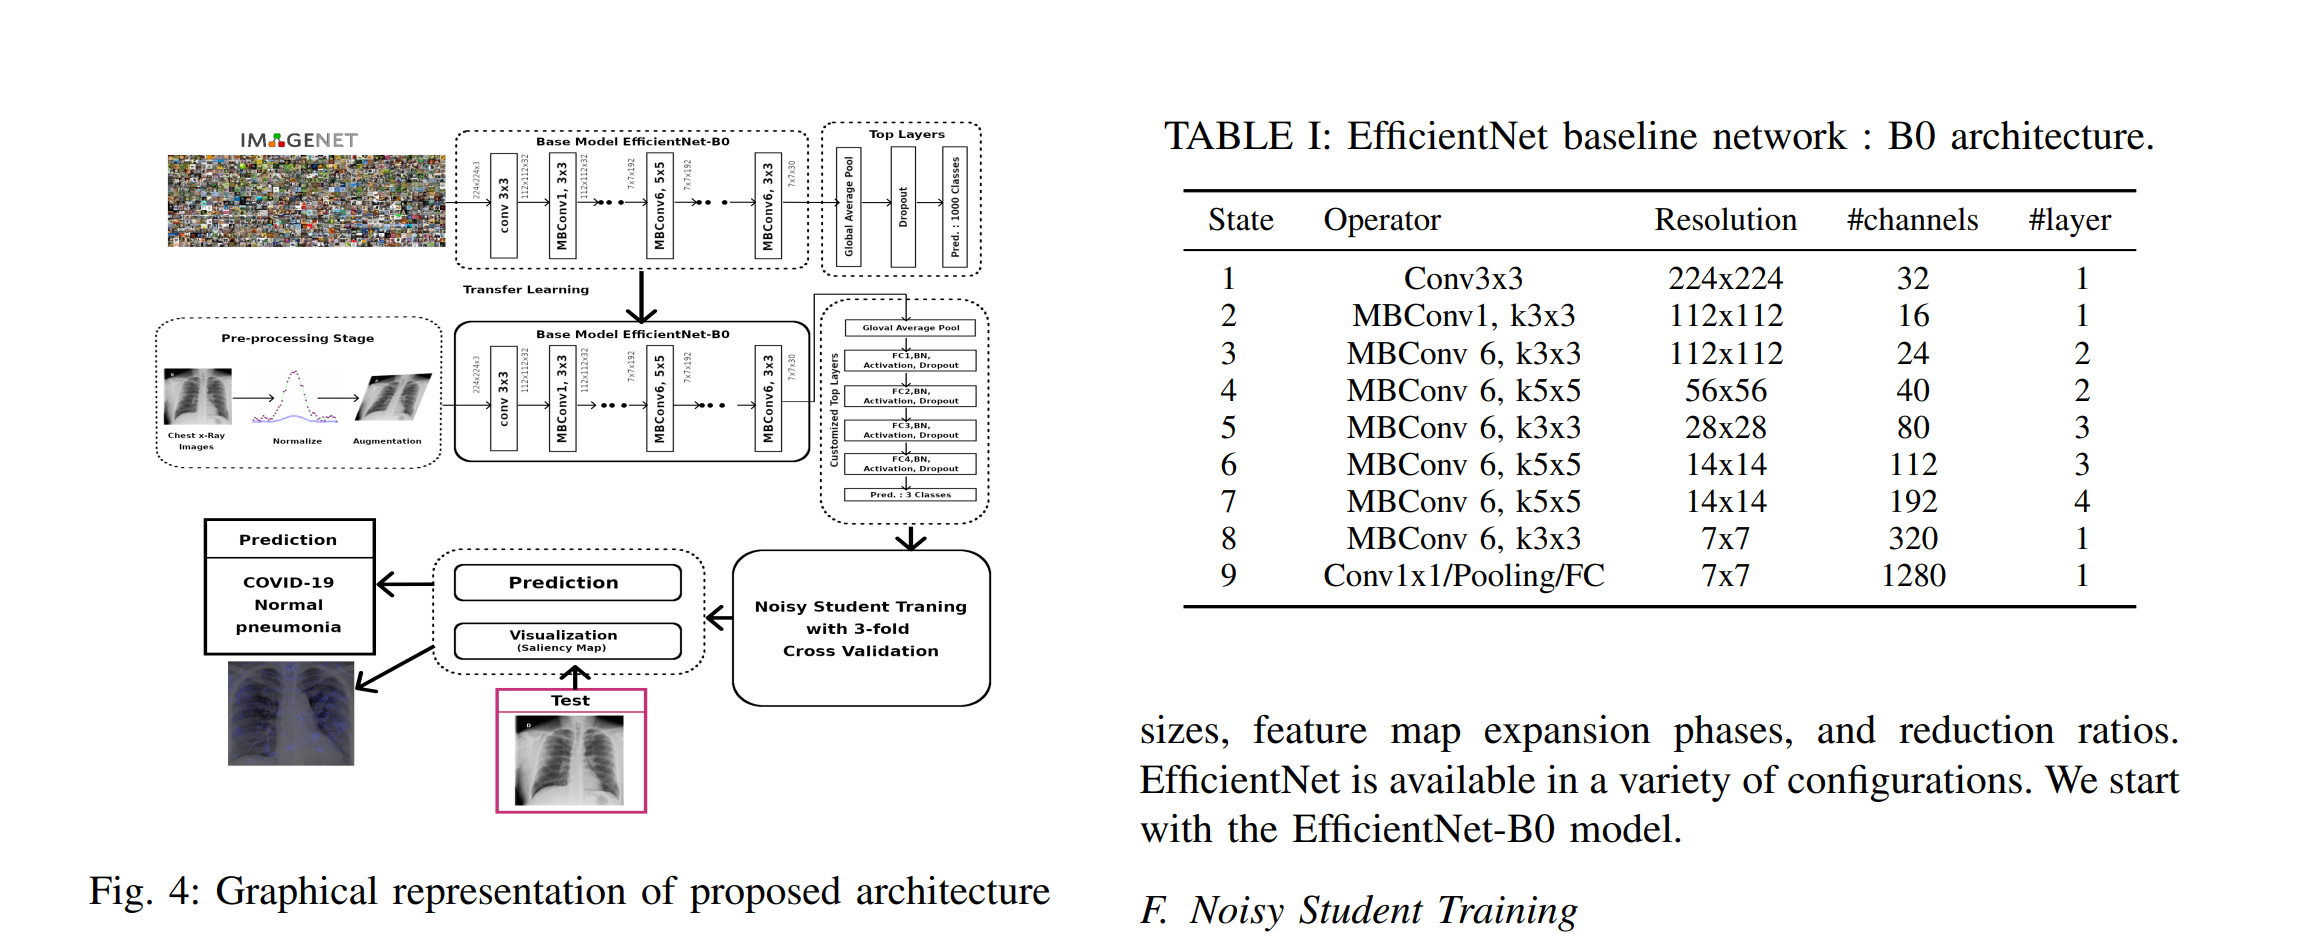 IMAGENET
Base Model EfficientNet-B0
224x224x3
conv 3x3
112x112x32
MBConv1, 3x3
112x112x32
7x7x192
MBConv6, 5x5
7x7x192
MBConv6, 3x3
7x7x30
Top Layers
Global Average Pool
Dropout
Pred. : 1000 Classes
Transfer Learning
Pre-processing Stage
Chest x-Ray
Images
Normalize
Augmentation
Base Model EfficientNet-B0
224x224x3
conv 3x3
112x112x32
MBConv1, 3x3
112x112x32
7x7x192
MBConv6, 5x5
7x7x192
MBConv6, 3x3
7x7x30
Customized Top Layers
Gloval Average Pool
FC1,BN,
Activation, Dropout
FC2,BN,
Activation, Dropout
FC3,BN,
Activation, Dropout
FC4,BN,
Activation, Dropout
Pred. : 3 Classes
Noisy Student Traning
with 3-fold
Cross Validation
Prediction
Visualization
(Saliency Map)
Test
D
Prediction
COVID-19
Normal
pneumonia
Fig. 4: Graphical representation of proposed architecture
TABLE I: EfficientNet baseline network : B0 architecture.
State Operator Resolution #channels #layer
1 Conv3x3 224x224 32 1
2 MBConv1, k3x3 112x112 16 1
3 MBConv 6, k3x3 112x112 24 2
4 MBConv 6, k5x5 56x56 40 2
5 MBConv 6, k3x3 28x28 80 3
6 MBConv 6, k5x5 14x14 112 3
7 MBConv 6, k5x5 14x14 192 4
8 MBConv 6, k3x3 7x7 320 1
9 Conv1x1/Pooling/FC 7x7 1280 1
sizes, feature map expansion phases, and reduction ratios.
EfficientNet is available in a variety of configurations. We start
with the EfficientNet-B0 model.
F. Noisy Student Training